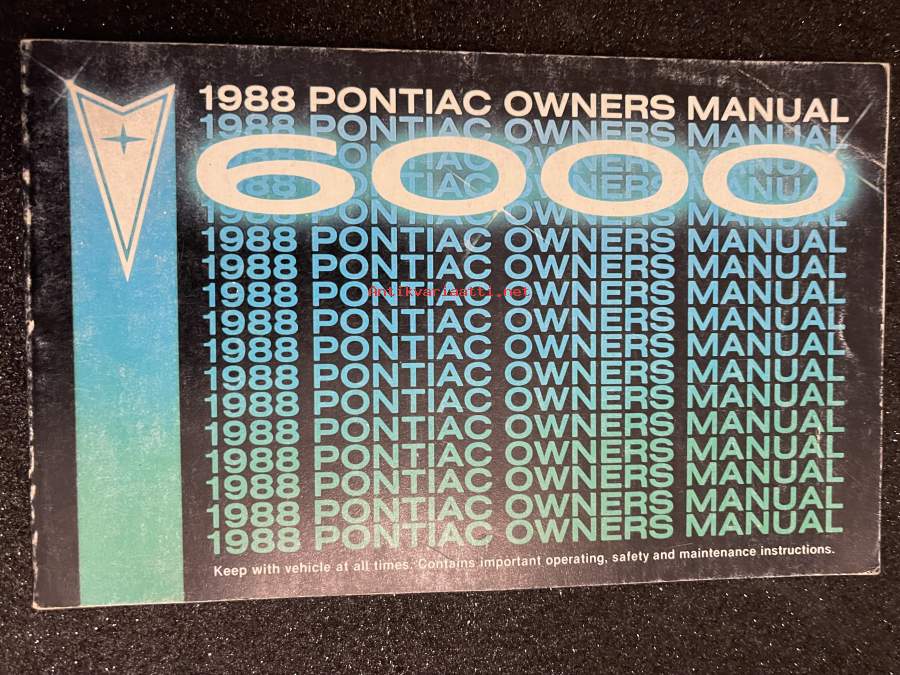 1988 PONTIAC OWNERS MANUAL
1988 PONTIAC OWNERS MANUAL
6000
1988 PONTIAC OWNERS MANUAL
1988 PONTIAC OWNERS MANUAL
1988 PONTIAC OWNERS MANUAL
1988 PONTIAC OWNERS MANUAL
1988 PONTIAC OWNERS MANUAL
1988 PONTIAC OWNERS MANUAL
Antikvariaatti.net
1988 PONTIAC OWNERS MANUAL
1988 PONTIAC OWNERS MANUAL
1988 PONTIAC OWNERS MANUAL
1988 PONTIAC OWNERS MANUAL
1988 PONTIAC OWNERS MANUAL
1988 PONTIAC OWNERS MANUAL
1988 PONTIAC OWNERS MANUAL
1988 PONTIAC OWNERS MANUAL
1988 PONTIAC OWNERS MANUAL
Keep with vehicle at all times. Contains important operating, safety and maintenance instructions.